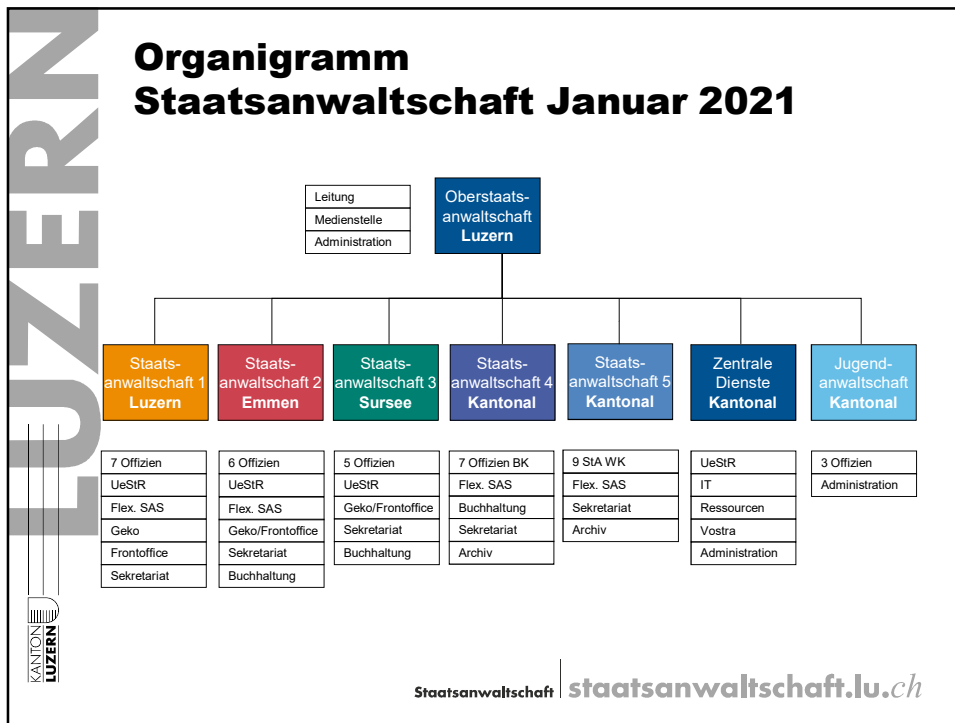 LUZERN
Organigramm
Staatsanwaltschaft Januar 2021
Leitung
Medienstelle
Administration
Oberstaats-
anwaltschaft
Luzern
Staats-
anwaltschaft 1
Luzern
Staats-
anwaltschaft 2
Emmen
Staats-
anwaltschaft 3
Sursee
Staats-
anwaltschaft 4
Kantonal
Staats-
anwaltschaft 5
Kantonal
Zentrale
Dienste
Kantonal
Jugend-
anwaltschaft
Kantonal
7 Offizien
UeStR
Flex. SAS
Geko
Frontoffice
Sekretariat
6 Offizien
UeStR
Flex. SAS
Geko/Frontoffice
Sekretariat
Buchhaltung
5 Offizien
UeStR
Geko/Frontoffice
Sekretariat
Buchhaltung
7 Offizien BK
Flex. SAS
Buchhaltung
Sekretariat
Archiv
9 StA WK
Flex. SAS
Sekretariat
Archiv
UeStR
IT
Ressourcen
Vostra
Administration
3 Offizien
Administration
KANTON
LUZERN
Staatsanwaltschaft
staatsanwaltschaft.lu.ch